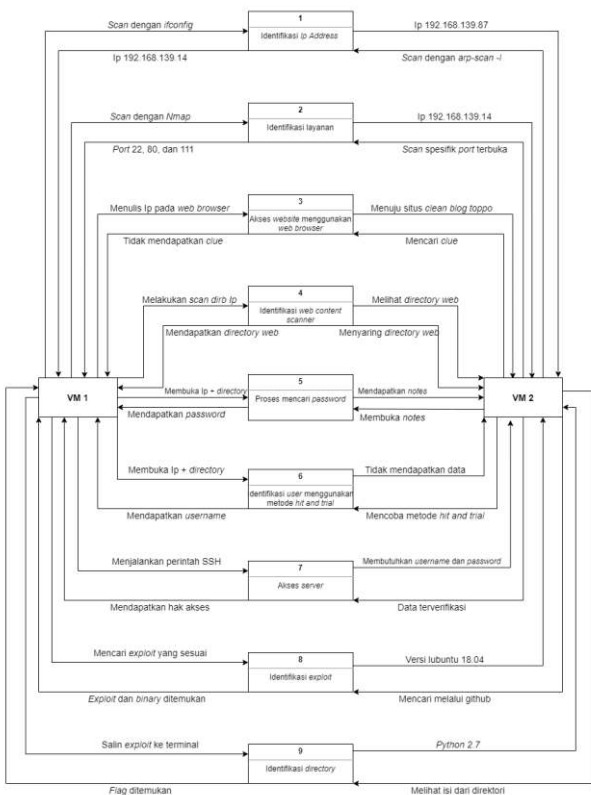 Scan dengan ifconfig
1
Identifikasi Ip Address
Ip 192.168.139.87
Ip 192.168.139.14
Scan dengan arp-scan -l
Scan dengan Nmap
2
Identifikasi layanan
Ip 192.168.139.14
Port 22, 80, dan 111
Scan spesifik port terbuka
Menulis Ip pada web browser
3
Akses website menggunakan
web browser
Menuju situs clean blog toppo
Tidak mendapatkan clue
Mencari clue
Melakukan scan dirb Ip
4
Identifikasi web content
scanner
Melihat directory web
Mendapatkan directory web
Menyaring directory web
VM 1
Membuka Ip + directory
5
Proses mencari password
Mendapatkan notes
VM 2
Mendapatkan password
Membuka notes
Membuka Ip + directory
6
dentifikasi user menggunakan
metode hit and trial
Tidak mendapatkan data
Mendapatkan username
Mencoba metode hit and trial
Menjalankan perintah SSH
7
Akses server
Membutuhkan username dan password
Mendapatkan hak akses
Data terverifikasi
Mencari exploit yang sesuai
8
Identifikasi exploit
Versi lubuntu 18.04
Exploit dan binary ditemukan
Mencari melalui github
Salin exploit ke terminal
9
Identifikasi directory
Python 2.7
Flag ditemukan
Melihat isi dari direktori